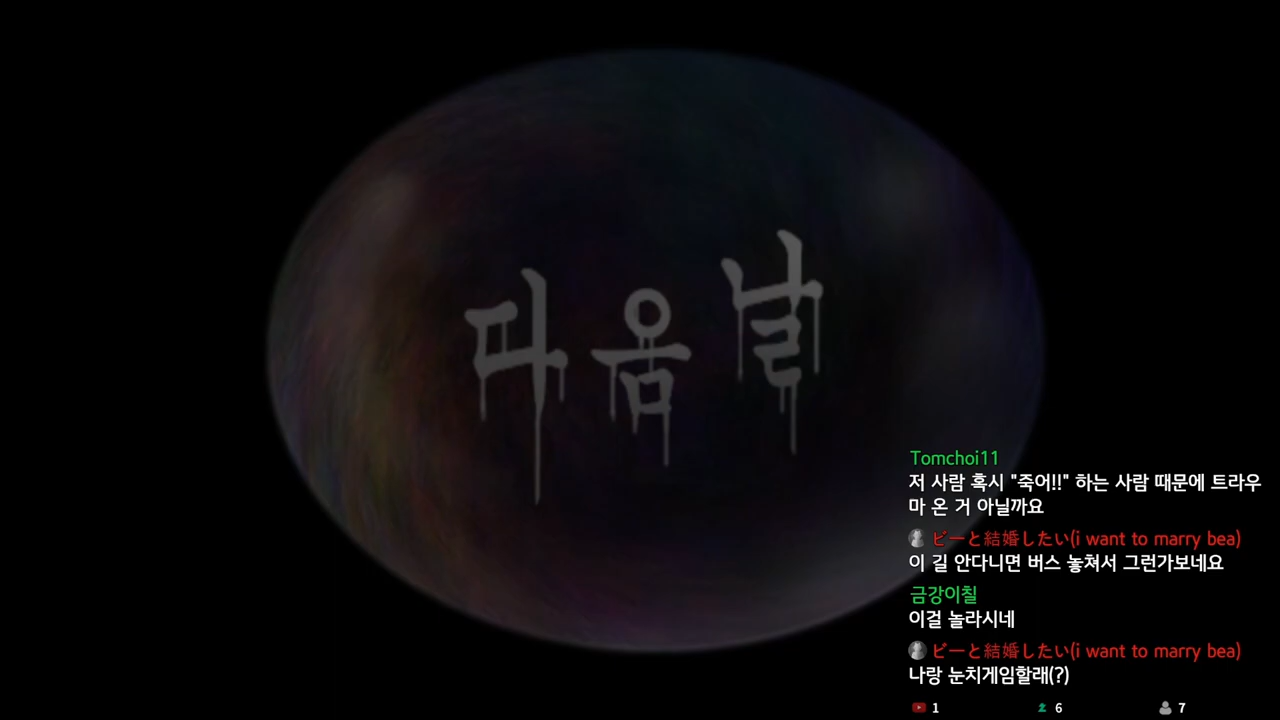 다음날
Tomchoi11
저 사람 혹시 "죽어!!" 하는 사람 때문에 트라우
마 온 거 아닐까요
ビーと結婚したい(i want to marry bea)
이 길 안다니면 버스 놓쳐서 그런가보네요
금강이칠
이걸 놀라시네
ビーと結婚したい(i want to marry bea)
나랑 눈치게임할래(?)
1 6 7